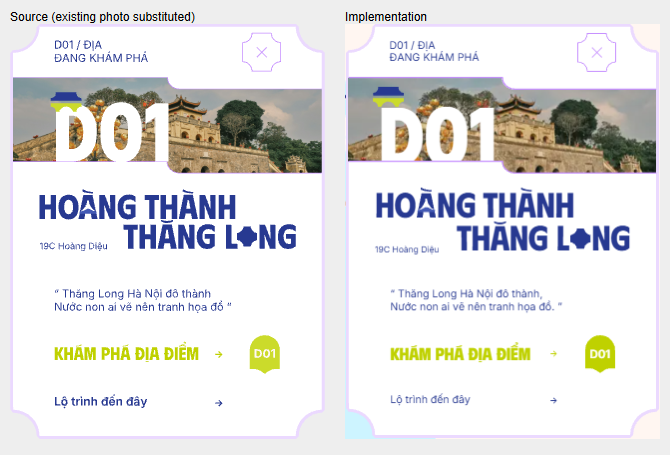 Source (existing photo substituted)
D01 / ĐỊA
ĐANG KHÁM PHÁ
D01
HOÀNG THÀNH
19C Hoàng Diệu
THĂNG LONG
“ Thăng Long Hà Nội đô thành
Nước non ai vẽ nên tranh họa đồ ”
KHÁM PHÁ ĐỊA ĐIỂM →
D01
Lộ trình đến đây →
Implementation
D01 / ĐỊA
ĐANG KHÁM PHÁ
D01
HOÀNG THÀNH
19C Hoàng Diệu
THĂNG LONG
“ Thăng Long Hà Nội đô thành,
Nước non ai vẽ nên tranh họa đồ. ”
KHÁM PHÁ ĐỊA ĐIỂM →
D01
Lộ trình đến đây →